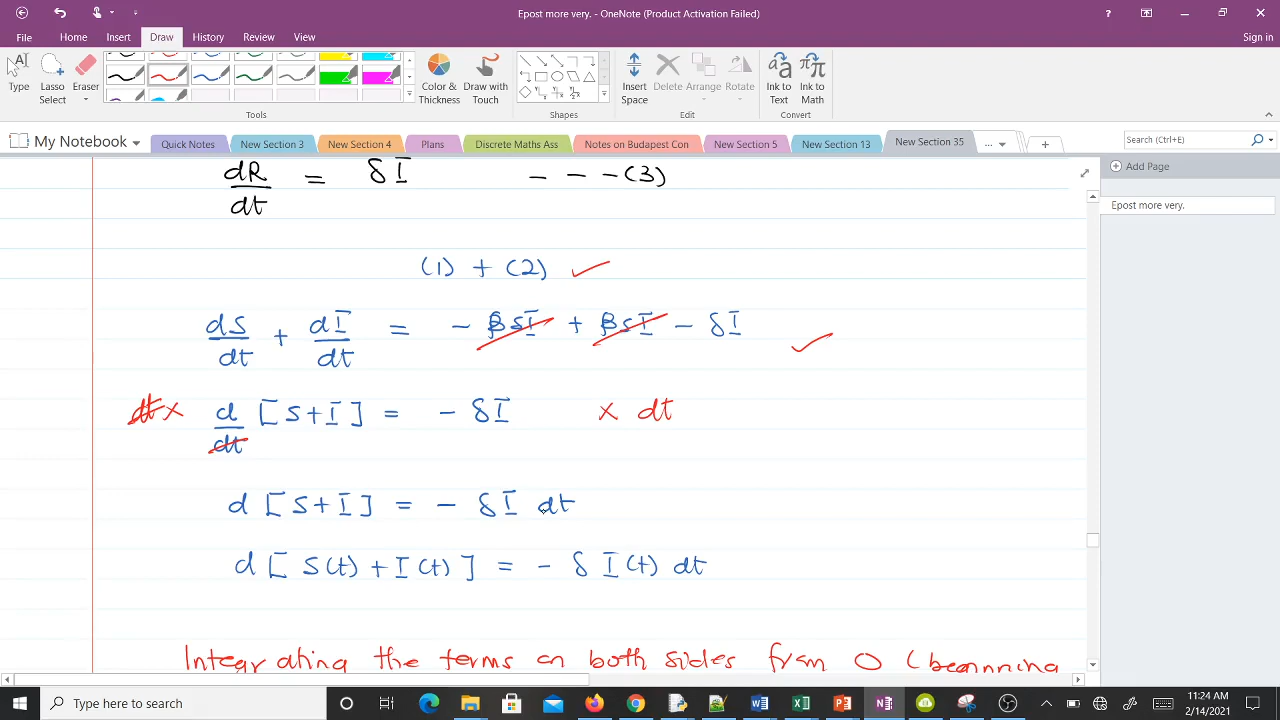 Epost more very. - OneNote (Product Activation Failed)
File Home Insert Draw History Review View Sign in
Type Lasso Select Eraser Color & Thickness Draw with Touch Insert Space Delete Arrange Rotate Ink to Text Ink to Math
Tools Shapes Edit Convert
My Notebook Quick Notes New Section 3 New Section 4 Plans Discrete Maths Ass Notes on Budapest Con New Section 5 New Section 13 New Section 35 ... Search (Ctrl+E)
Add Page
Epost more very.
dR/dt = δI - - - (3)
(1) + (2) ✓
dS/dt + dI/dt = - βSI + βSI - δI ✓
dt × d/dt [S+I] = - δI × dt
d [S+I] = - δI dt
d [S(t) + I(t)] = - δ I(t) dt
Integrating the terms on both sides from 0 (beginning
Type here to search
11:24 AM
2/14/2021